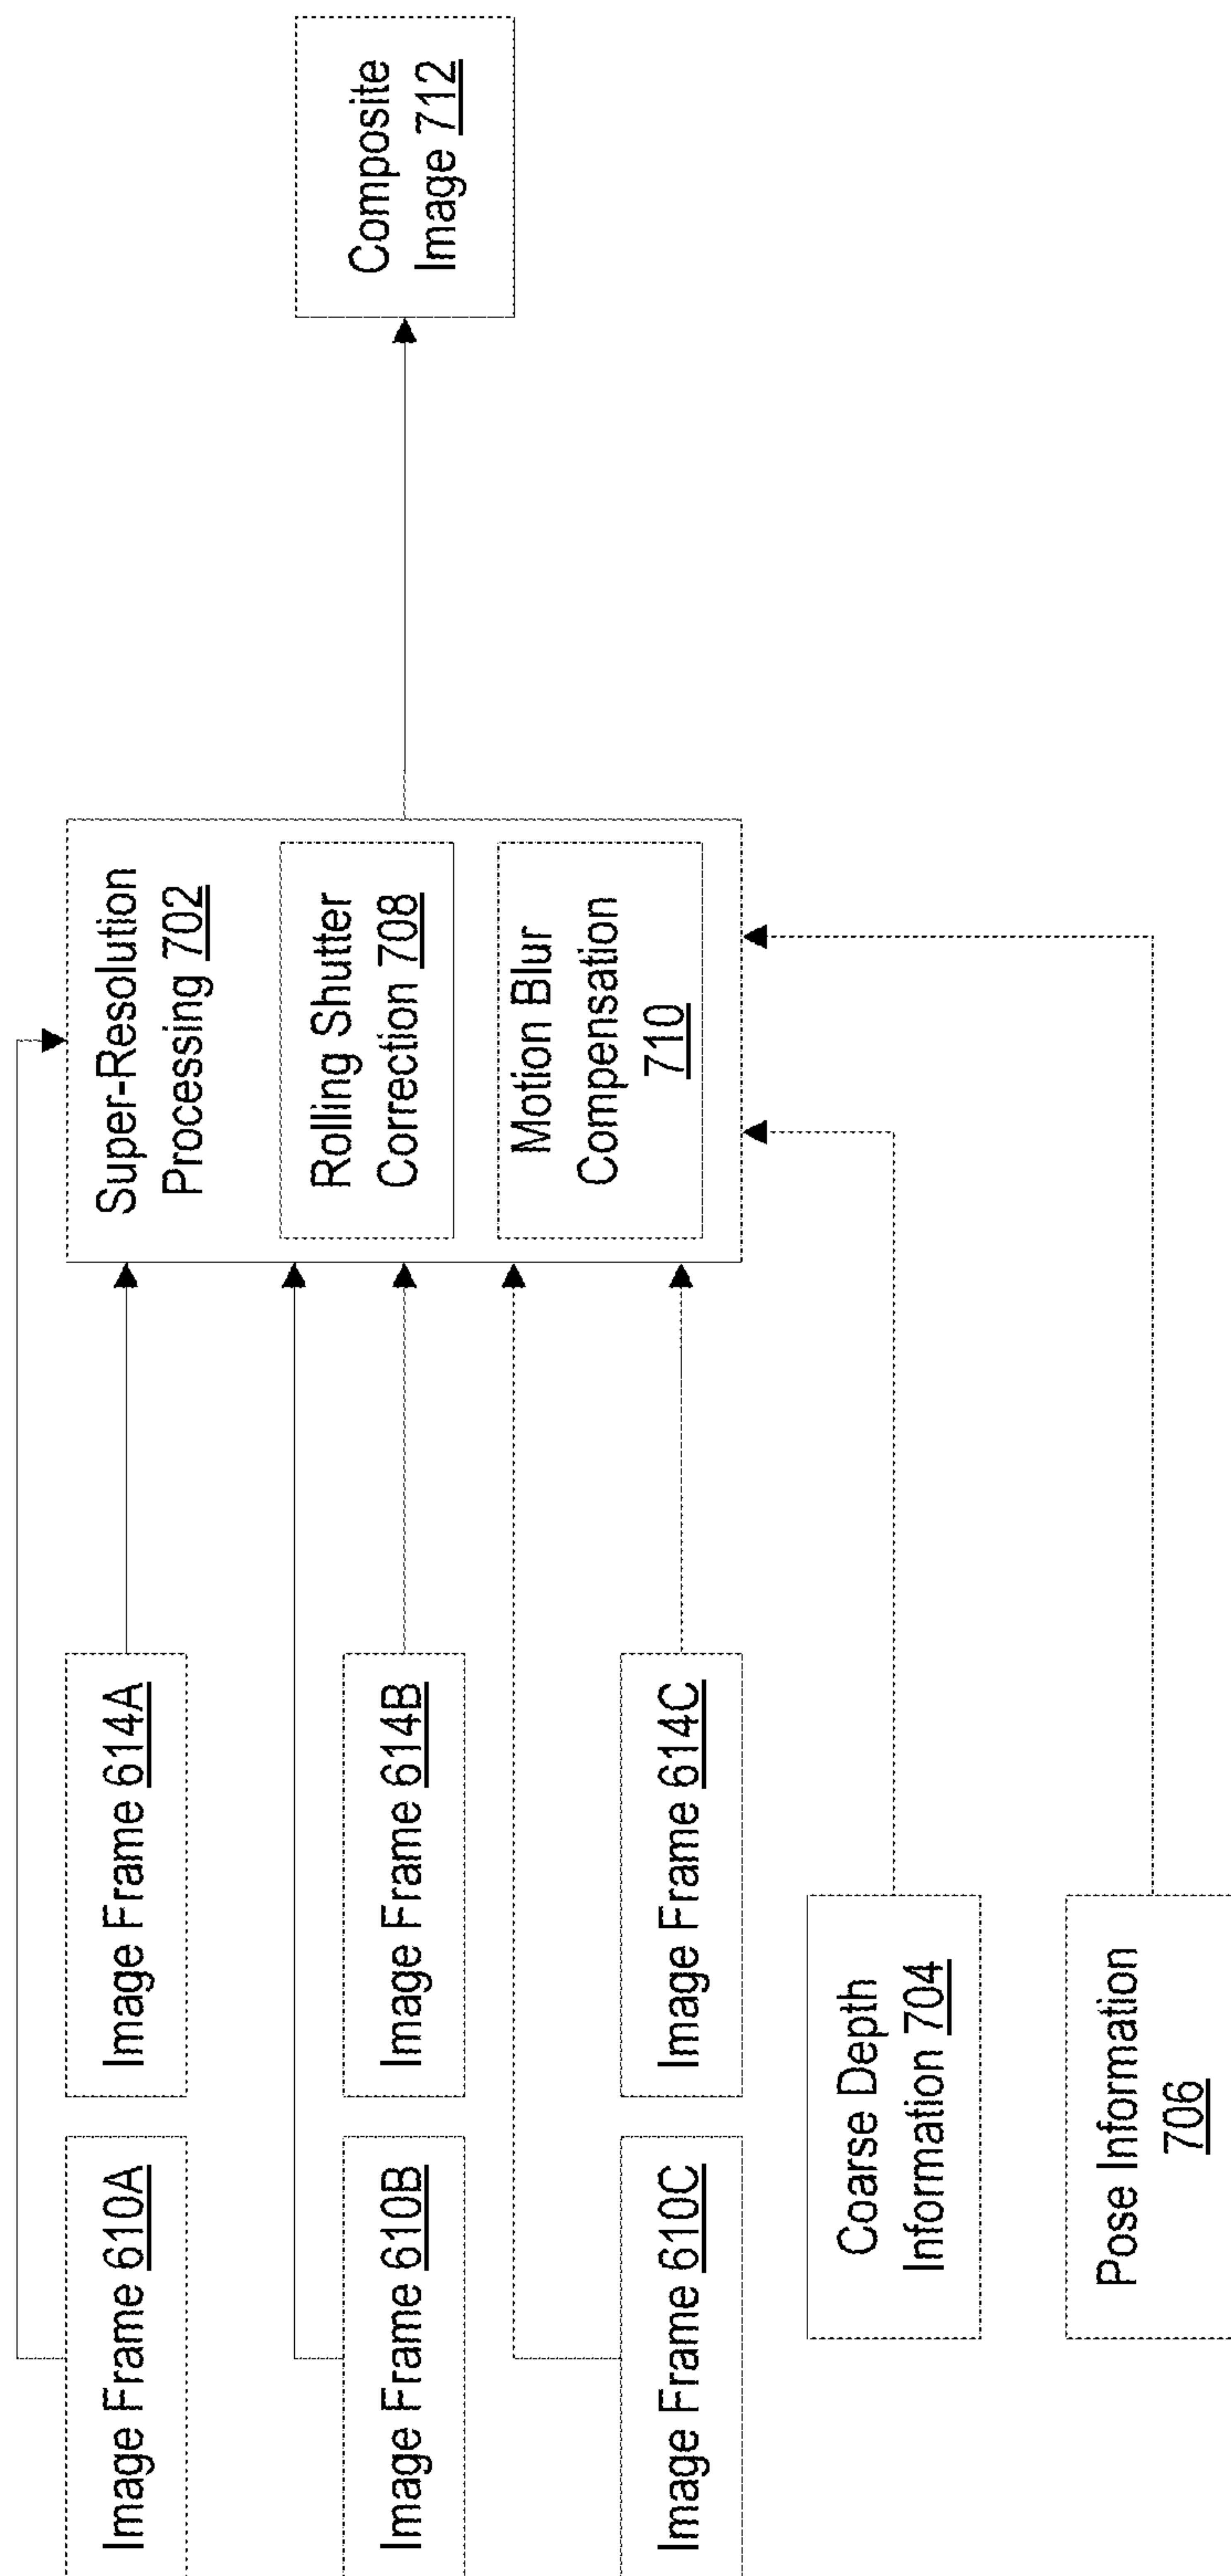 Image Frame 610A
Image Frame 614A
Super-Resolution
Processing 702
Image Frame 610B
Image Frame 614B
Rolling Shutter
Correction 708
Composite
Image 712
Image Frame 610C
Image Frame 614C
Motion Blur
Compensation
710
Coarse Depth
Information 704
Pose Information
706